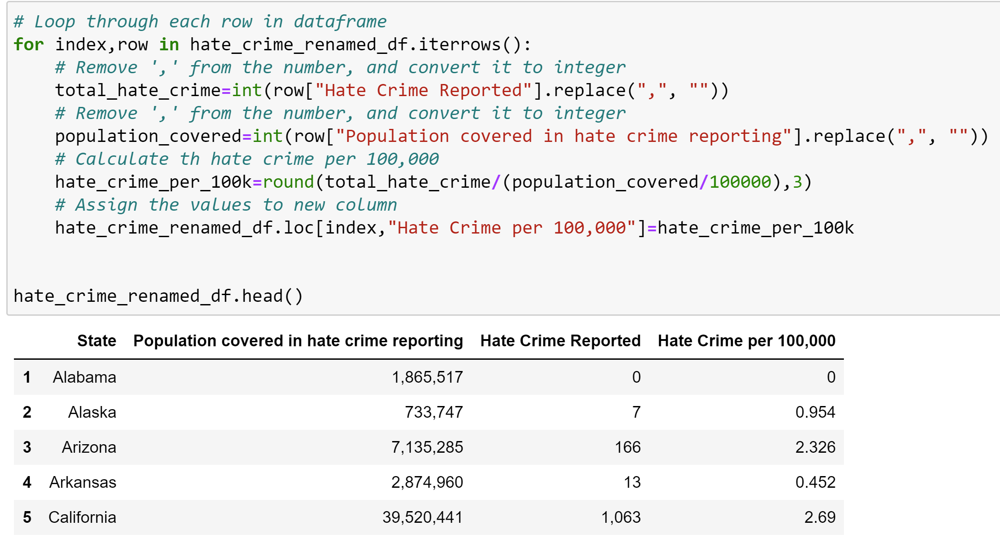 # Loop through each row in dataframe
for index,row in hate_crime_renamed_df.iterrows():
    # Remove ',' from the number, and convert it to integer
    total_hate_crime=int(row["Hate Crime Reported"].replace(",", ""))
    # Remove ',' from the number, and convert it to integer
    population_covered=int(row["Population covered in hate crime reporting"].replace(",", ""))
    # Calculate th hate crime per 100,000
    hate_crime_per_100k=round(total_hate_crime/(population_covered/100000),3)
    # Assign the values to new column
    hate_crime_renamed_df.loc[index,"Hate Crime per 100,000"]=hate_crime_per_100k
hate_crime_renamed_df.head()
State Population covered in hate crime reporting Hate Crime Reported Hate Crime per 100,000
1 Alabama 1,865,517 0 0
2 Alaska 733,747 7 0.954
3 Arizona 7,135,285 166 2.326
4 Arkansas 2,874,960 13 0.452
5 California 39,520,441 1,063 2.69